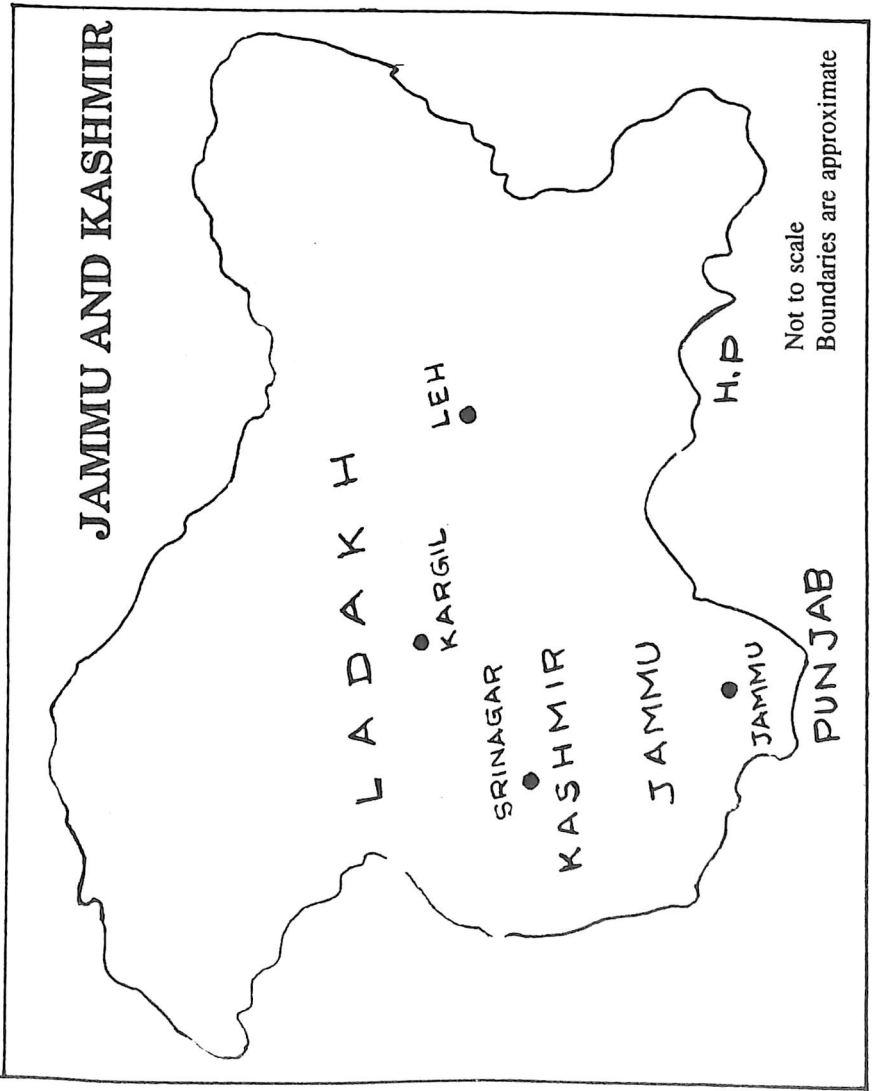 JAMMU AND KASHMIR
LADAKH
KARGIL
LEH
SRINAGAR
KASHMIR
JAMMU
JAMMU
H.P
PUNJAB
Not to scale
Boundaries are approximate